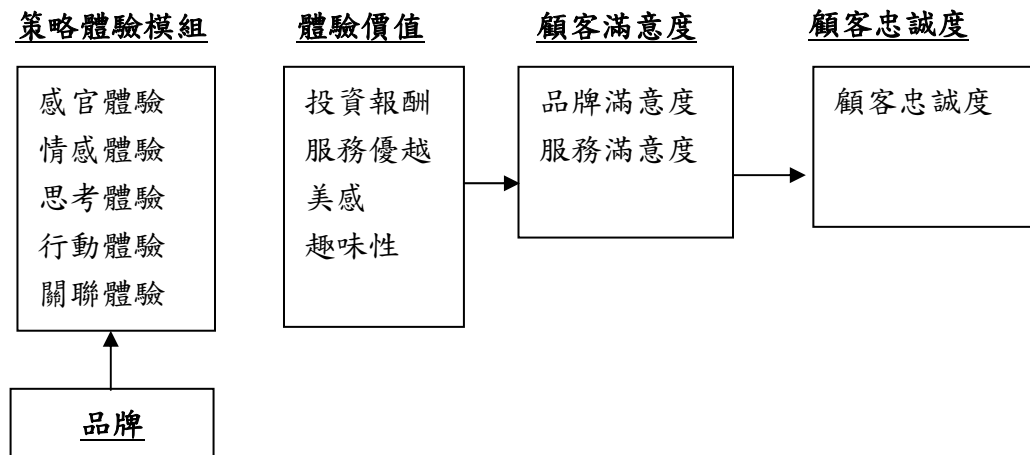 策略體驗模組
感官體驗
情感體驗
思考體驗
行動體驗
關聯體驗
品牌
體驗價值
投資報酬
服務優越
美感
趣味性
顧客滿意度
品牌滿意度
服務滿意度
顧客忠誠度
顧客忠誠度